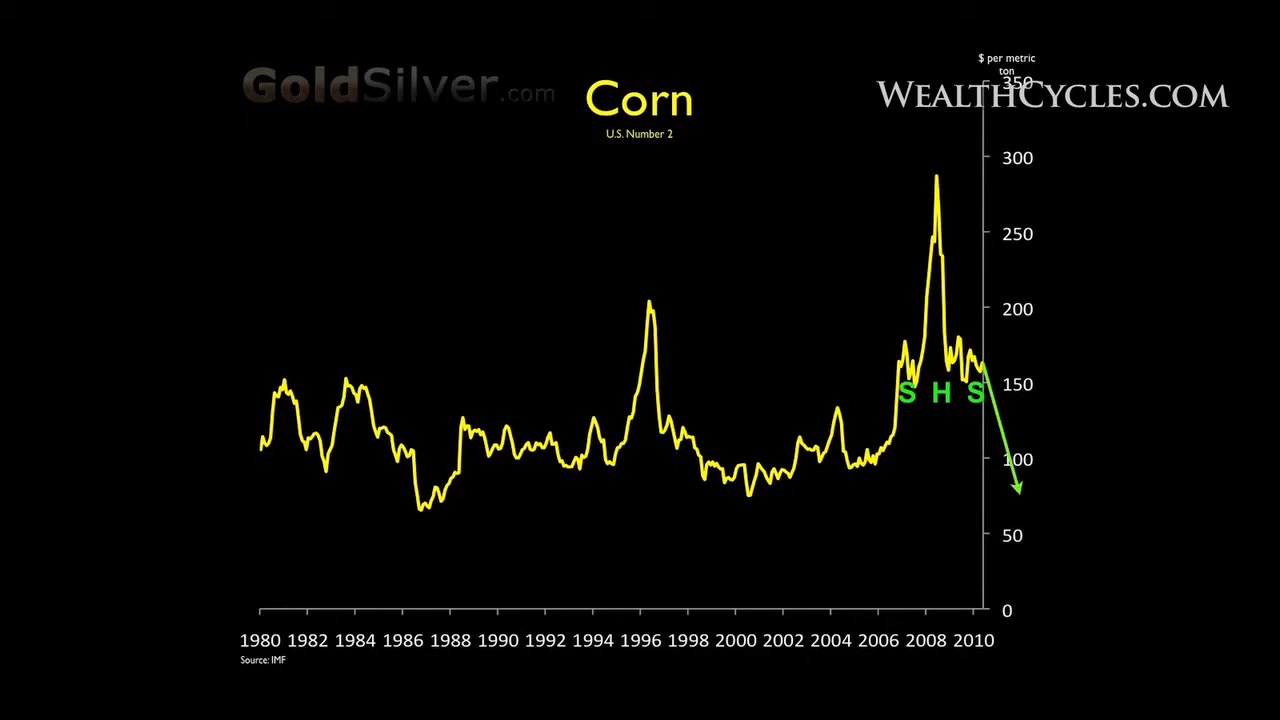 GoldSilver.com
Corn
U.S. Number 2
$ per metric
ton
WEALTHCYCLES.COM
350
300
250
200
150
100
50
0
S H S
1980 1982 1984 1986 1988 1990 1992 1994 1996 1998 2000 2002 2004 2006 2008 2010
Source: IMF